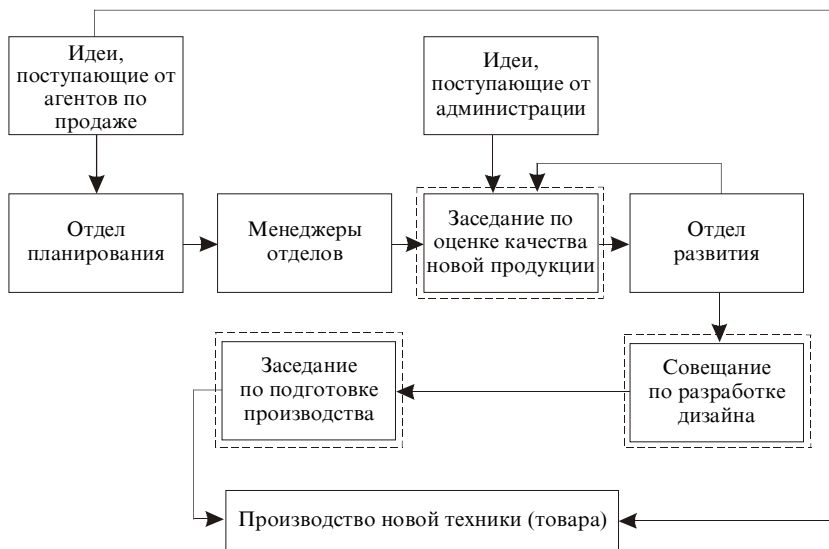 Идеи,
поступающие от
агентов по
продаже
Идеи,
поступающие от
администрации
Отдел
планирования
Менеджеры
отделов
Заседание по
оценке качества
новой продукции
Отдел
развития
Заседание
по подготовке
производства
Совещание
по разработке
дизайна
Производство новой техники (товара)